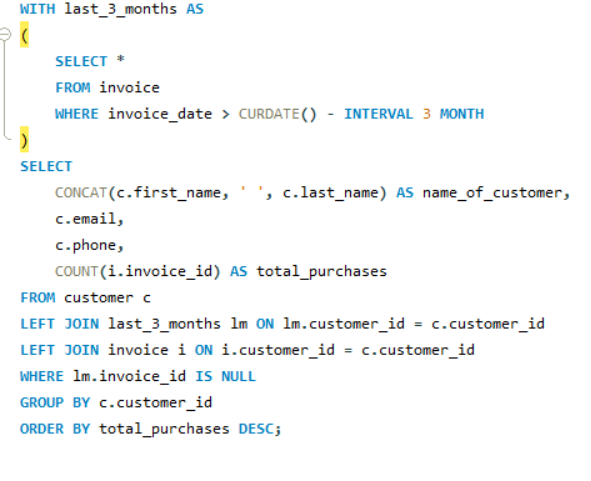 WITH last_3_months AS
(
    SELECT *
    FROM invoice
    WHERE invoice_date > CURDATE() - INTERVAL 3 MONTH
)
SELECT
    CONCAT(c.first_name, ' ', c.last_name) AS name_of_customer,
    c.email,
    c.phone,
    COUNT(i.invoice_id) AS total_purchases
FROM customer c
LEFT JOIN last_3_months lm ON lm.customer_id = c.customer_id
LEFT JOIN invoice i ON i.customer_id = c.customer_id
WHERE lm.invoice_id IS NULL
GROUP BY c.customer_id
ORDER BY total_purchases DESC;